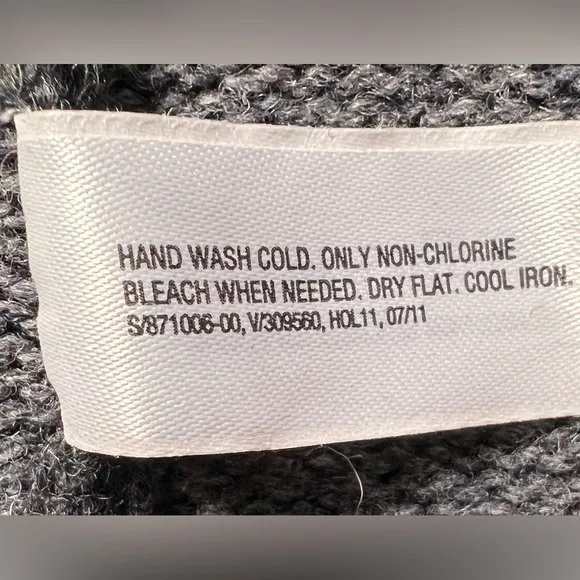 HAND WASH COLD. ONLY NON-CHLORINE
BLEACH WHEN NEEDED. DRY FLAT. COOL IRON.
S/871006-00, V/309560, HOL11, 07/11